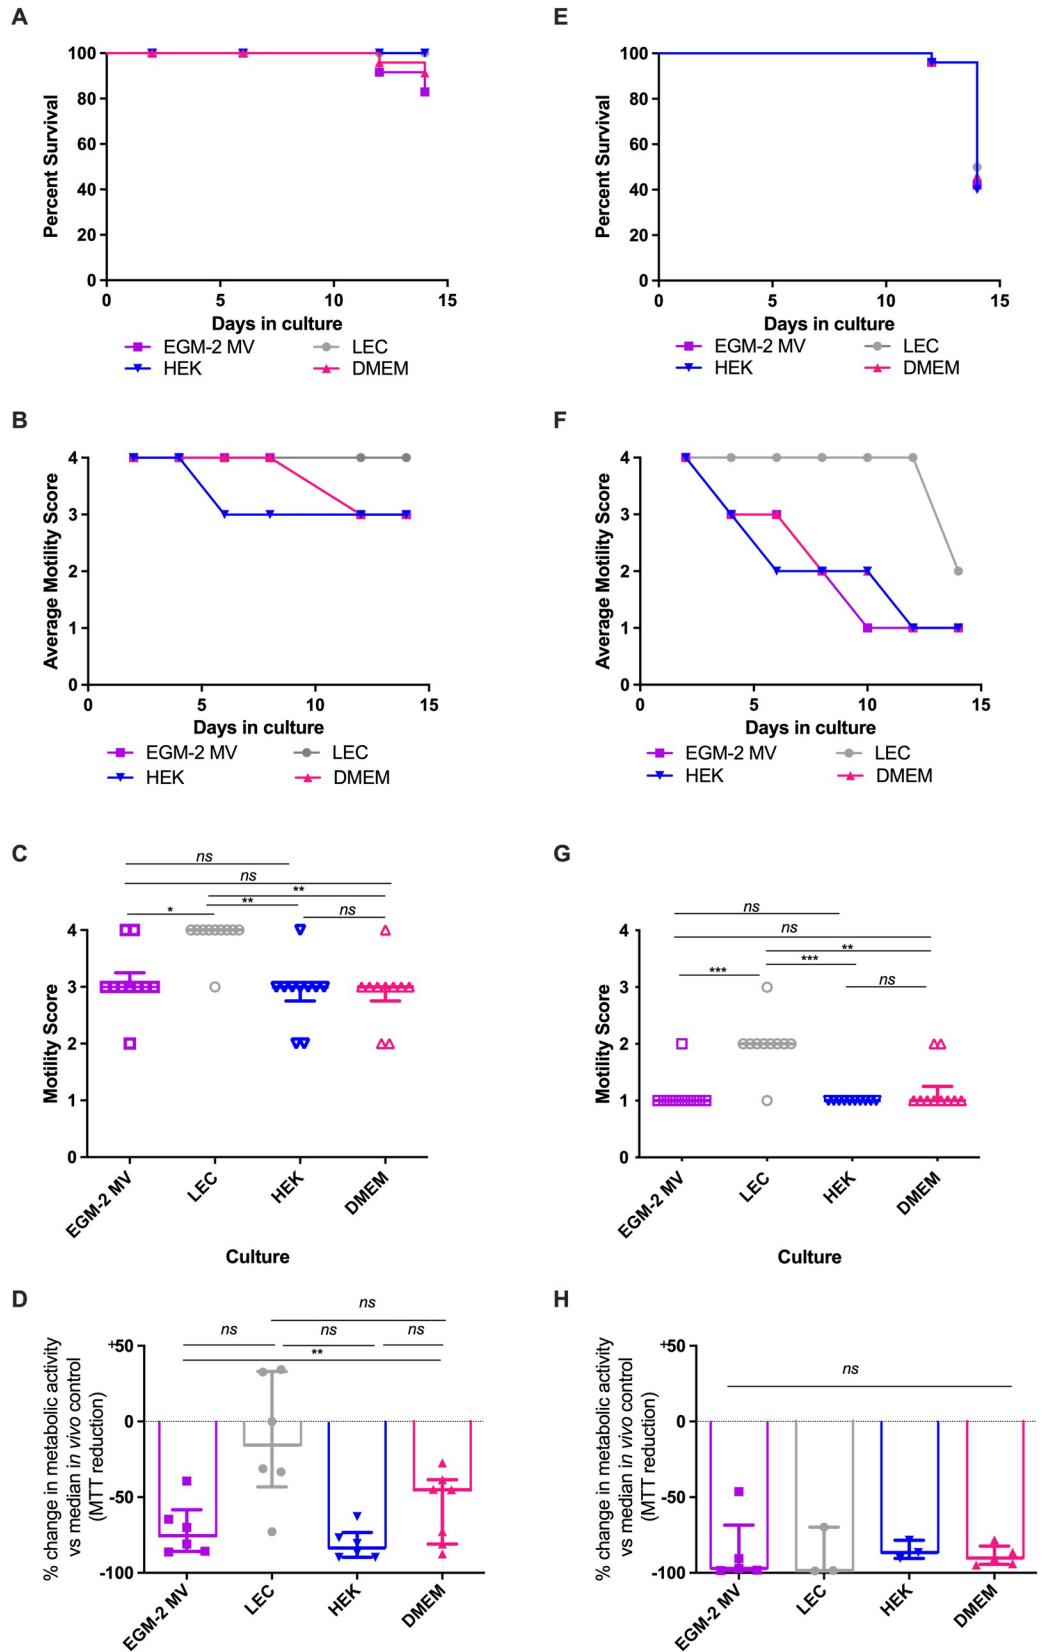 A
Percent Survival
100
80
60
40
20
0
0 5 10 15
Days in culture
EGM-2 MV LEC
HEK DMEM
E
Percent Survival
100
80
60
40
20
0
0 5 10 15
Days in culture
EGM-2 MV LEC
HEK DMEM
B
Average Motility Score
4
3
2
1
0
0 5 10 15
Days in culture
EGM-2 MV LEC
HEK DMEM
F
Average Motility Score
4
3
2
1
0
0 5 10 15
Days in culture
EGM-2 MV LEC
HEK DMEM
C
ns
ns
**
**
* ns
Motility Score
4
3
2
1
0
EGM-2 MV LEC HEK DMEM
Culture
G
ns
ns
**
***
***
ns
Motility Score
4
3
2
1
0
EGM-2 MV LEC HEK DMEM
Culture
D
ns
ns ns ns
**
% change in metabolic activity
vs median in vivo control
(MTT reduction)
+50
0
-50
-100
EGM-2 MV LEC HEK DMEM
H
ns
% change in metabolic activity
vs median in vivo control
(MTT reduction)
+50
0
-50
-100
EGM-2 MV LEC HEK DMEM